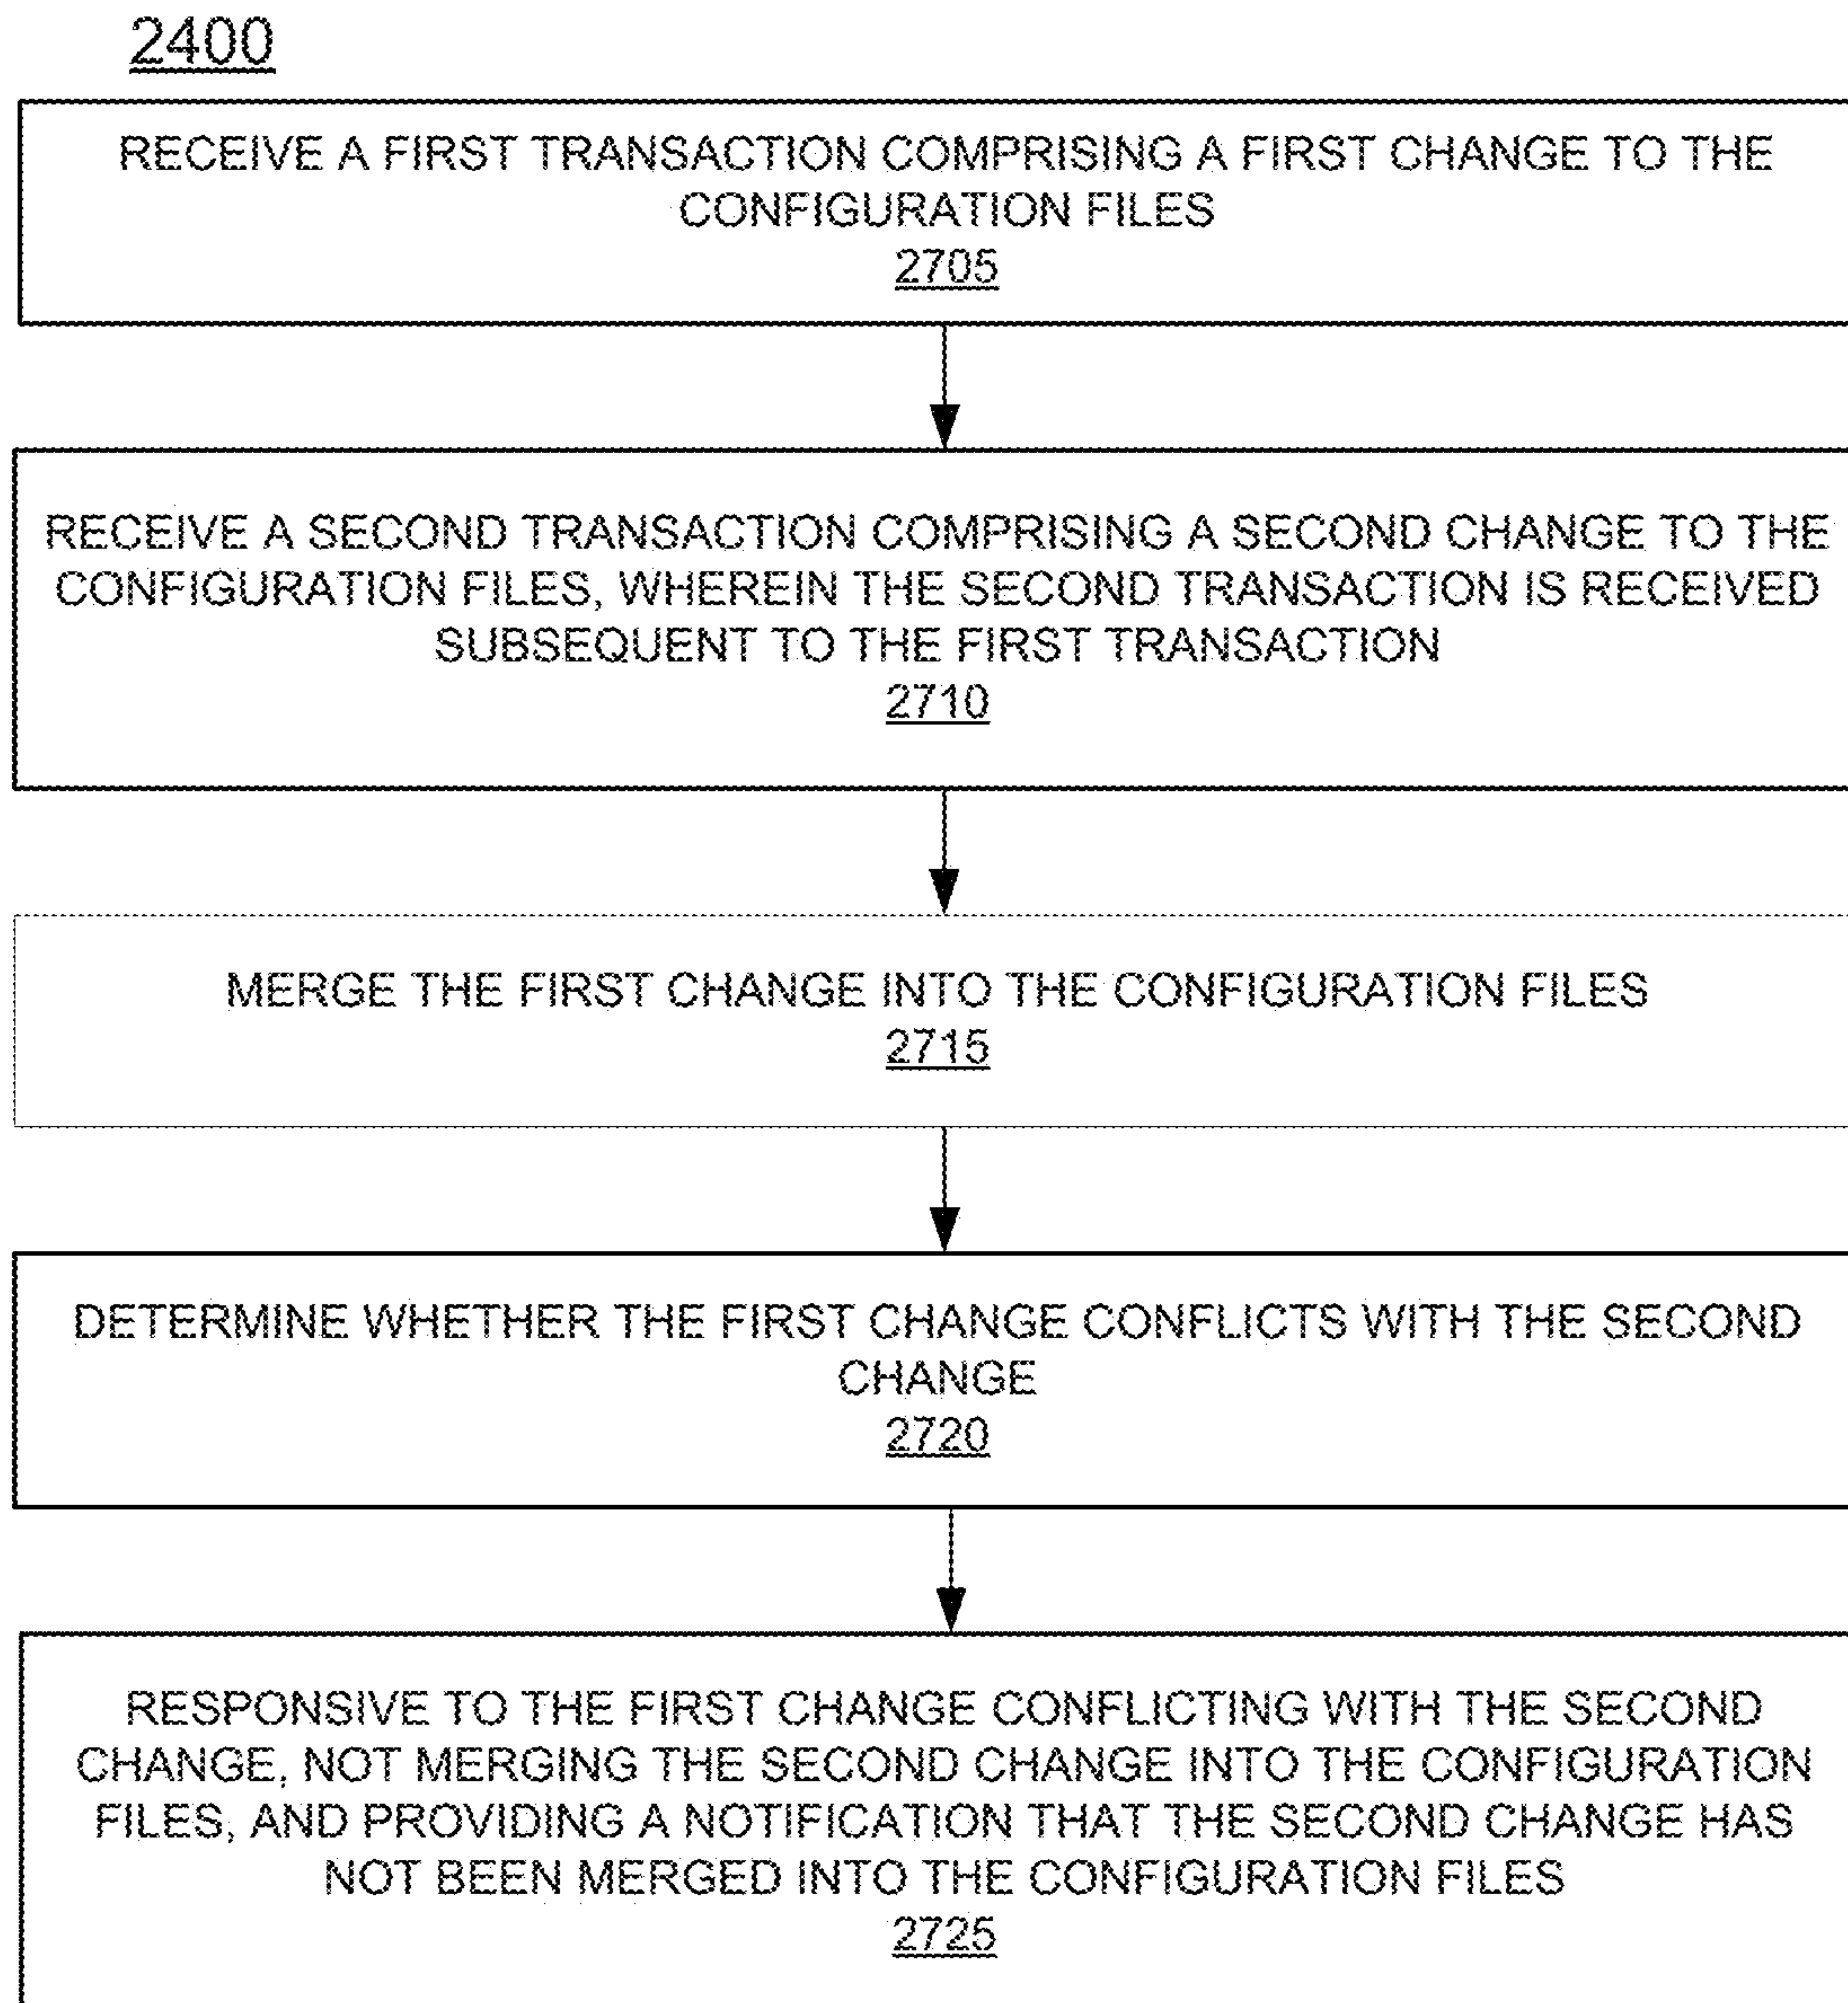 2400
RECEIVE A FIRST TRANSACTION COMPRISING A FIRST CHANGE TO THE
CONFIGURATION FILES
2705
RECEIVE A SECOND TRANSACTION COMPRISING A SECOND CHANGE TO THE
CONFIGURATION FILES, WHEREIN THE SECOND TRANSACTION IS RECEIVED
SUBSEQUENT TO THE FIRST TRANSACTION
2710
MERGE THE FIRST CHANGE INTO THE CONFIGURATION FILES
2715
DETERMINE WHETHER THE FIRST CHANGE CONFLICTS WITH THE SECOND
CHANGE
2720
RESPONSIVE TO THE FIRST CHANGE CONFLICTING WITH THE SECOND
CHANGE, NOT MERGING THE SECOND CHANGE INTO THE CONFIGURATION
FILES, AND PROVIDING A NOTIFICATION THAT THE SECOND CHANGE HAS
NOT BEEN MERGED INTO THE CONFIGURATION FILES
2725